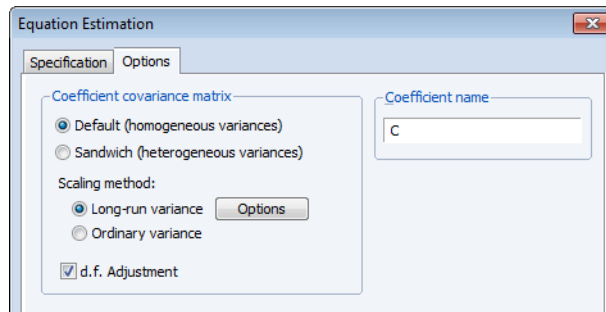 Equation Estimation
Specification Options
Coefficient covariance matrix
Default (homogeneous variances)
Sandwich (heterogeneous variances)
Scaling method:
Long-run variance Options
Ordinary variance
d.f. Adjustment
Coefficient name
C